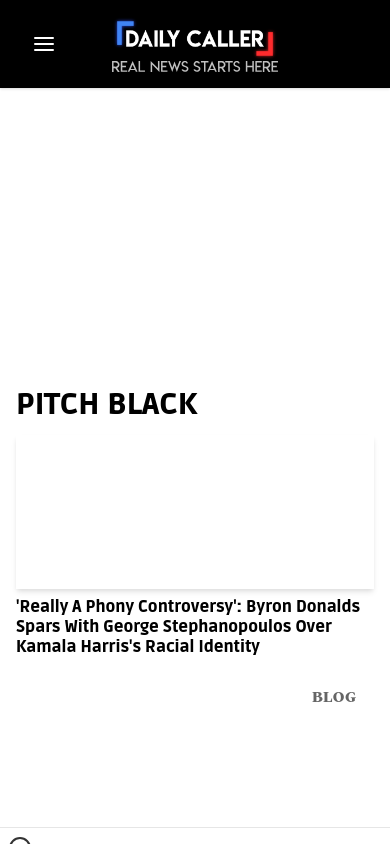 DAILY CALLER
REAL NEWS STARTS HERE
PITCH BLACK
'Really A Phony Controversy': Byron Donalds
Spars With George Stephanopoulos Over
Kamala Harris's Racial Identity
BLOG